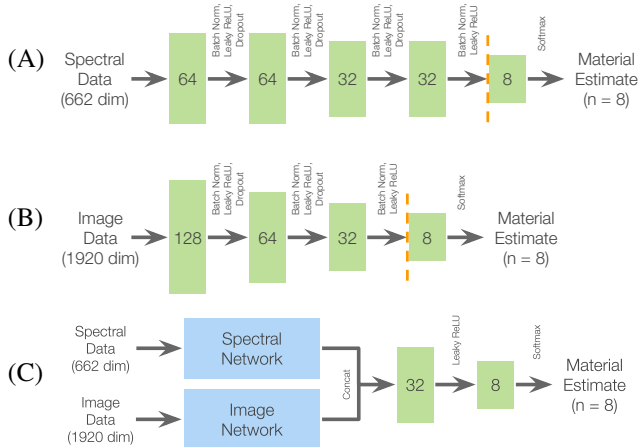 (A)
Spectral
Data
(662 dim)
64
Batch Norm,
Leaky ReLU,
Dropout
64
Batch Norm,
Leaky ReLU,
Dropout
32
Batch Norm,
Leaky ReLU,
Dropout
32
Batch Norm,
Leaky ReLU
8
Softmax
Material
Estimate
(n = 8)
(B)
Image
Data
(1920 dim)
128
Batch Norm,
Leaky ReLU,
Dropout
64
Batch Norm,
Leaky ReLU,
Dropout
32
Batch Norm,
Leaky ReLU
8
Softmax
Material
Estimate
(n = 8)
(C)
Spectral
Data
(662 dim)
Spectral
Network
Image
Data
(1920 dim)
Image
Network
Concat
32
Leaky ReLU
8
Softmax
Material
Estimate
(n = 8)